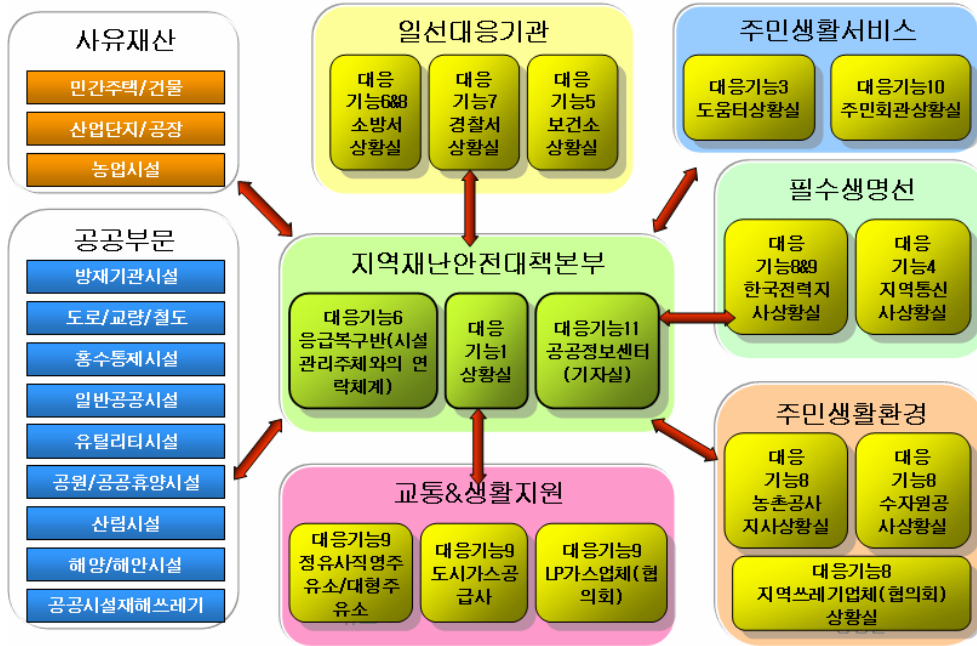 사유재산
민간주택/건물
산업단지/공장
농업시설
공공부문
방재기관시설
도로/교량/철도
홍수통제시설
일반공공시설
유틸리티시설
공원/공공휴양시설
산림시설
해양/해안시설
공공시설재해쓰레기
일선대응기관
대응
기능6&8
소방서
상황실
대응
기능7
경찰서
상황실
대응
기능5
보건소
상황실
주민생활서비스
대응기능3
도움터상황실
대응기능10
주민회관상황실
지역재난안전대책본부
대응기능6
응급복구반(시설
관리주체와의 연
락체계)
대응
기능1
상황실
대응기능11
공공정보센터
(기자실)
필수생명선
대응
기능8&9
한국전력지
사상황실
대응
기능4
지역통신
사상황실
교통&생활지원
대응기능9
정유사직영주
유소/대형주
유소
대응기능9
도시가스공
급사
대응기능9
LP가스업체(협
의회)
주민생활환경
대응
기능8
농촌공사
지사상황실
대응
기능8
수자원공
사상황실
대응기능8
지역쓰레기업체(협의회)
상황실